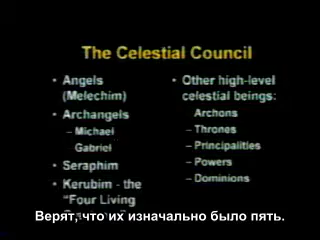 The Celestial Council
• Angels
(Melechim)
• Archangels
– Michael
Gabriel
• Seraphim
• Kerubim - the
"Four Living
• Other high-level
celestial beings:
Archons
– Thrones
– Principalities
– Powers
– Dominions
Верят, что их изначально было пять.